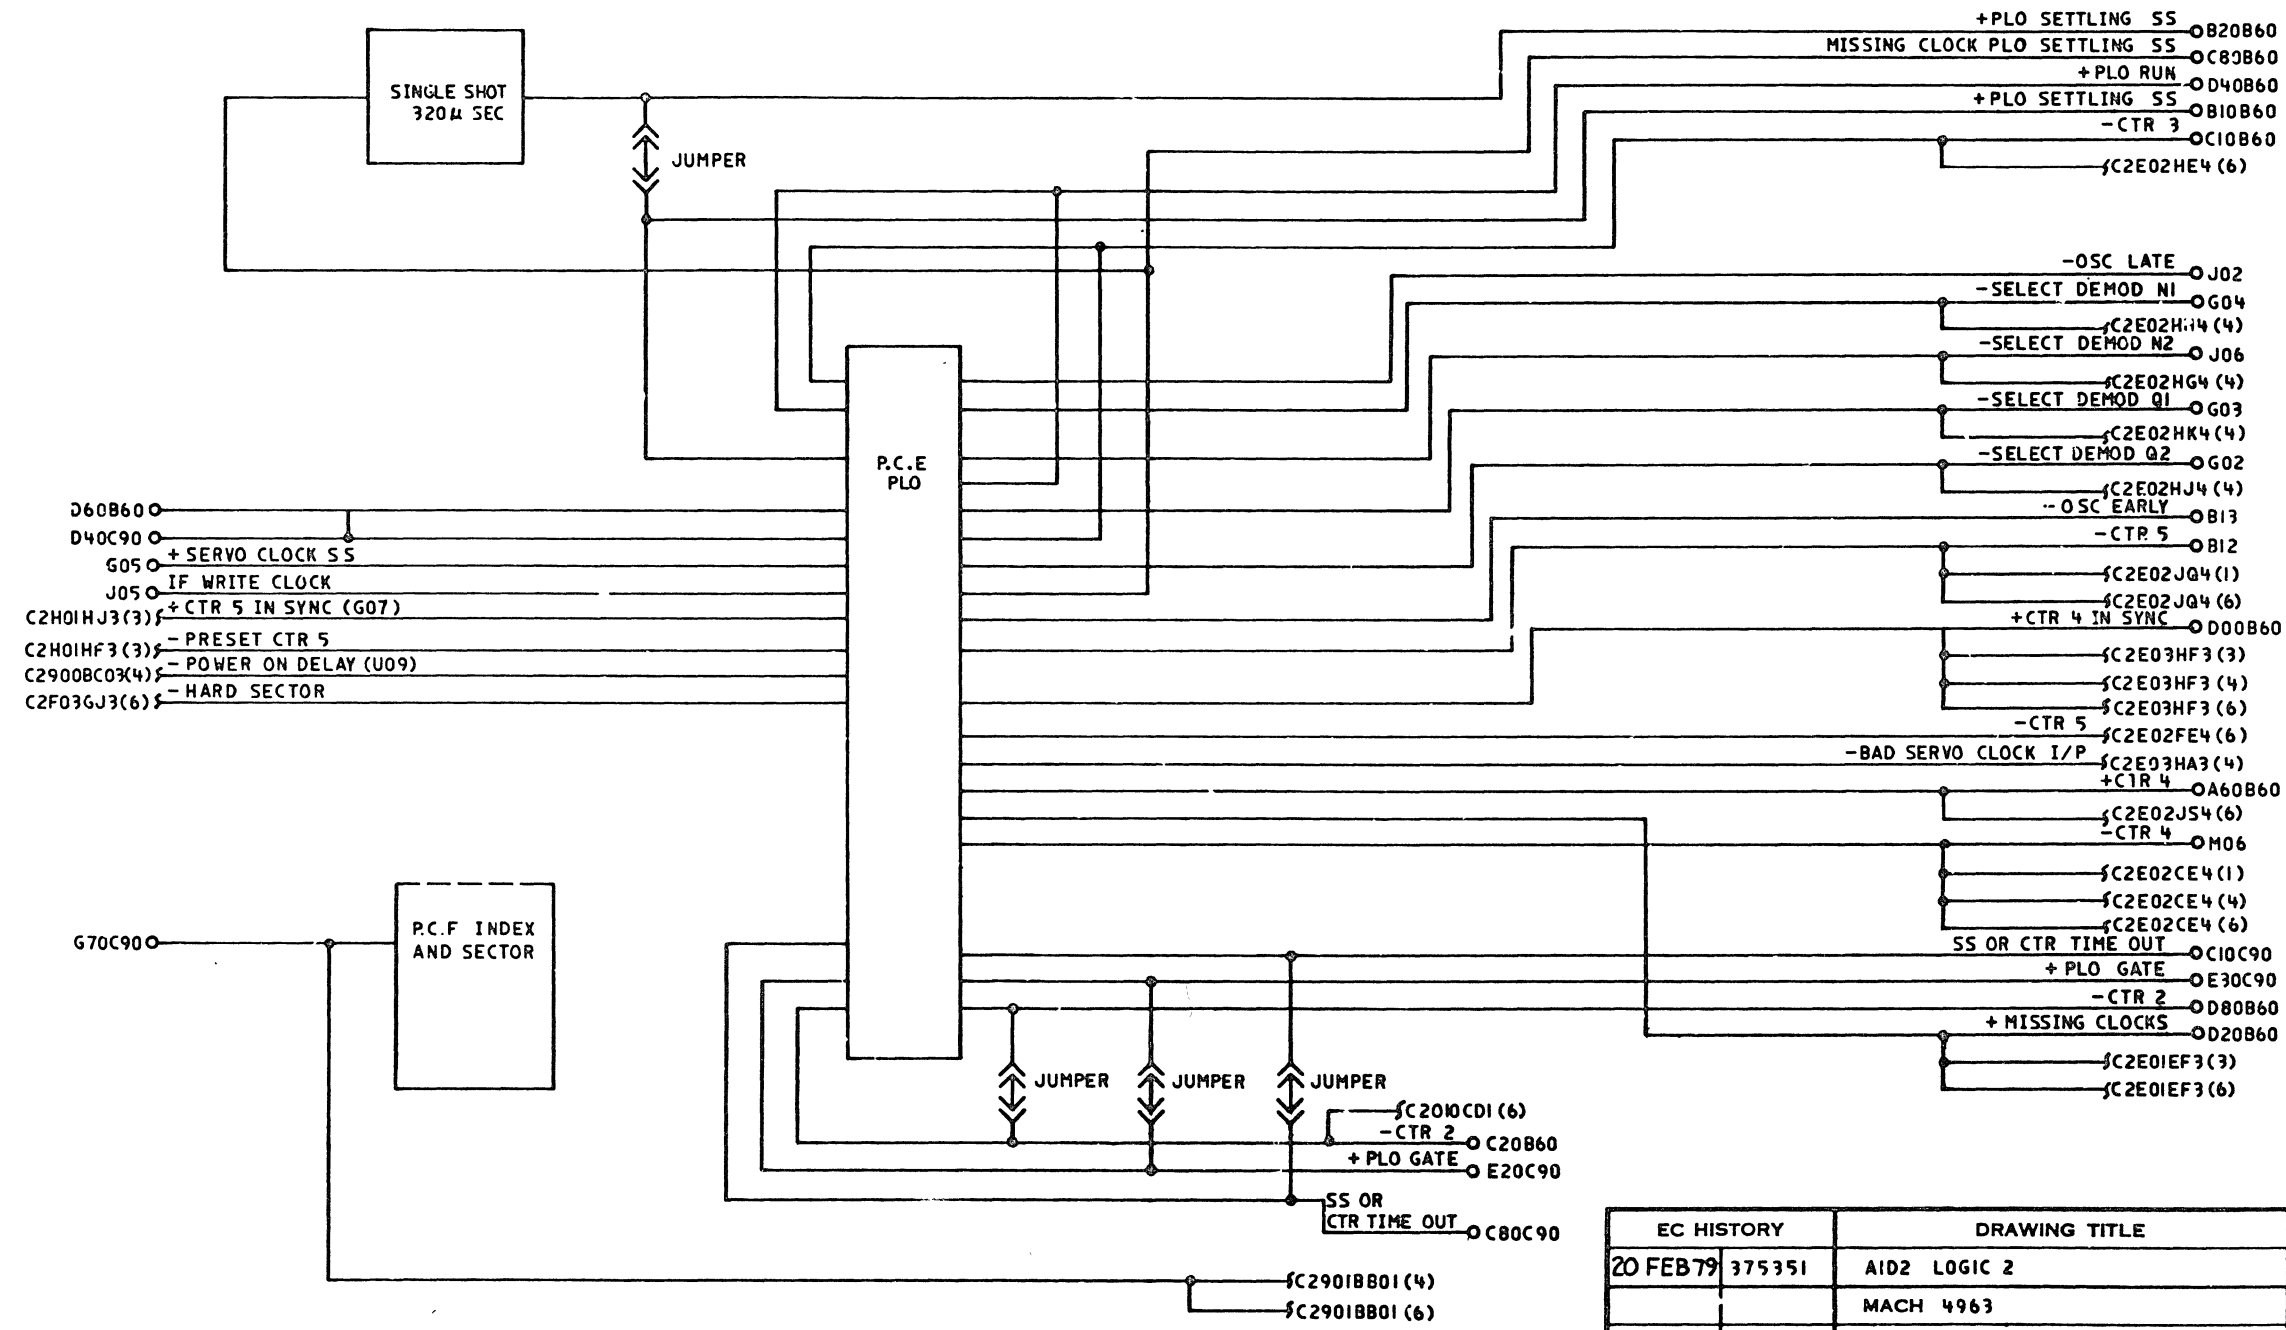 +PLO SETTLING SS
B20B60
MISSING CLOCK PLO SETTLING SS
C80B60
+PLO RUN
D40B60
+PLO SETTLING SS
B10B60
-CTR 3
C10B60
C2E02HE4(6)
SINGLE SHOT
320µ SEC
JUMPER
-OSC LATE
J02
-SELECT DEMOD N1
G04
(4)
-SELECT DEMOD N2
J06
C2E02HG4(4)
-SELECT DEMOD Q1
G03
C2E02HK4(4)
-SELECT DEMOD Q2
G02
C2E02HJ4(4)
-OSC EARLY
B13
-CTR 5
B12
C2E02JQ4(1)
C2E02JQ4(6)
+CTR 4 IN SYNC
D00B60
C2E03HF3(3)
C2E03HF3(4)
C2E03HF3(6)
-CTR 5
C2E02FE4(6)
-BAD SERVO CLOCK I/P
C2E03HA3(4)
+CTR 4
A60B60
C2E02JS4(6)
-CTR 4
M06
C2E02CE4(1)
C2E02CE4(4)
C2E02CE4(6)
SS OR CTR TIME OUT
C10C90
+PLO GATE
E30C90
-CTR 2
D80B60
+MISSING CLOCKS
D20B60
C2E01EF3(3)
C2E01EF3(6)
P.C.E
PLO
D60B60
D40C90
G05
+SERVO CLOCK SS
J05
IF WRITE CLOCK
C2H01HJ3(3)
+CTR 5 IN SYNC (G07)
C2H01HF3(3)
-PRESET CTR 5
C2900BC03(4)
-POWER ON DELAY (U09)
C2F03GJ3(6)
-HARD SECTOR
G70C90
P.C.F INDEX
AND SECTOR
JUMPER
JUMPER
JUMPER
C2010CD1(6)
-CTR 2
C20B60
+PLO GATE
E20C90
SS OR
CTR TIME OUT
C80C90
C2901BB01(4)
C2901BB01(6)
EC HISTORY
DRAWING TITLE
20 FEB79
375351
A1D2 LOGIC 2
MACH 4963